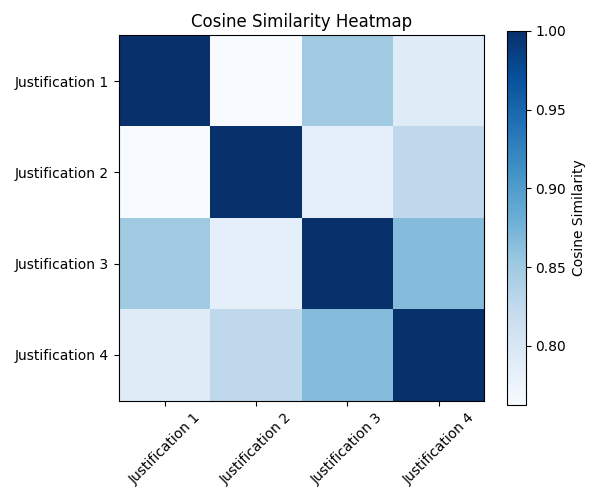 Cosine Similarity Heatmap
Justification 1
Justification 2
Justification 3
Justification 4
Justification 1
Justification 2
Justification 3
Justification 4
1.00
0.95
0.90
0.85
0.80
Cosine Similarity